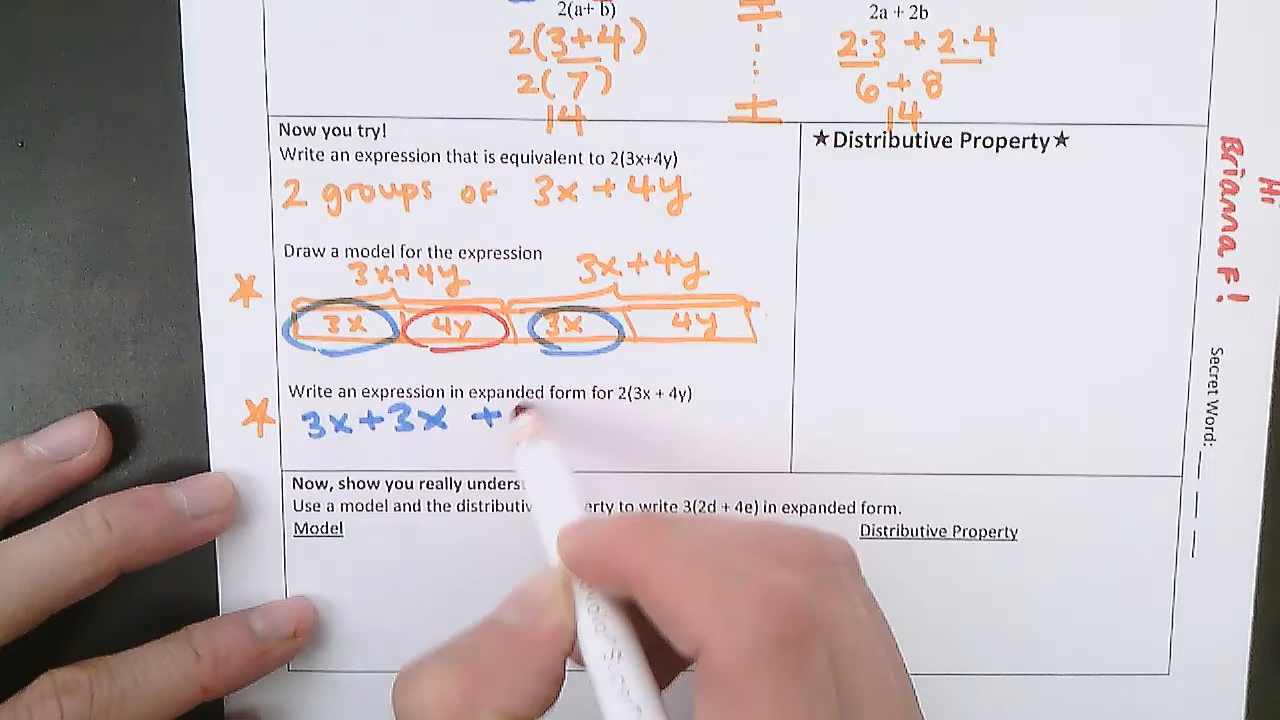 2(a+ b) 2a + 2b
2(3+4) = 2·3 + 2·4
2(7) 6 + 8
14 = 14
Now you try!
Write an expression that is equivalent to 2(3x+4y)
2 groups of 3x+4y
Draw a model for the expression
3x+4y 3x+4y
3x 4y 3x 4y
Write an expression in expanded form for 2(3x + 4y)
3x+3x +
★Distributive Property★
Now, show you really unders
Use a model and the distributiv erty to write 3(2d + 4e) in expanded form.
Model Distributive Property
Hi
Brianna F!
Secret Word: _ _ _ _